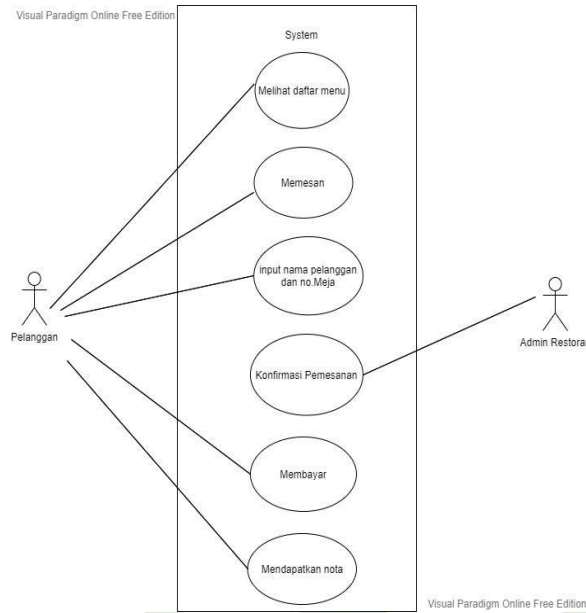 Visual Paradigm Online Free Edition
System
Melihat daftar menu
Memesan
input nama pelanggan
dan no.Meja
Pelanggan
Admin Restoran
Konfirmasi Pemesanan
Membayar
Mendapatkan nota
Visual Paradigm Online Free Edition